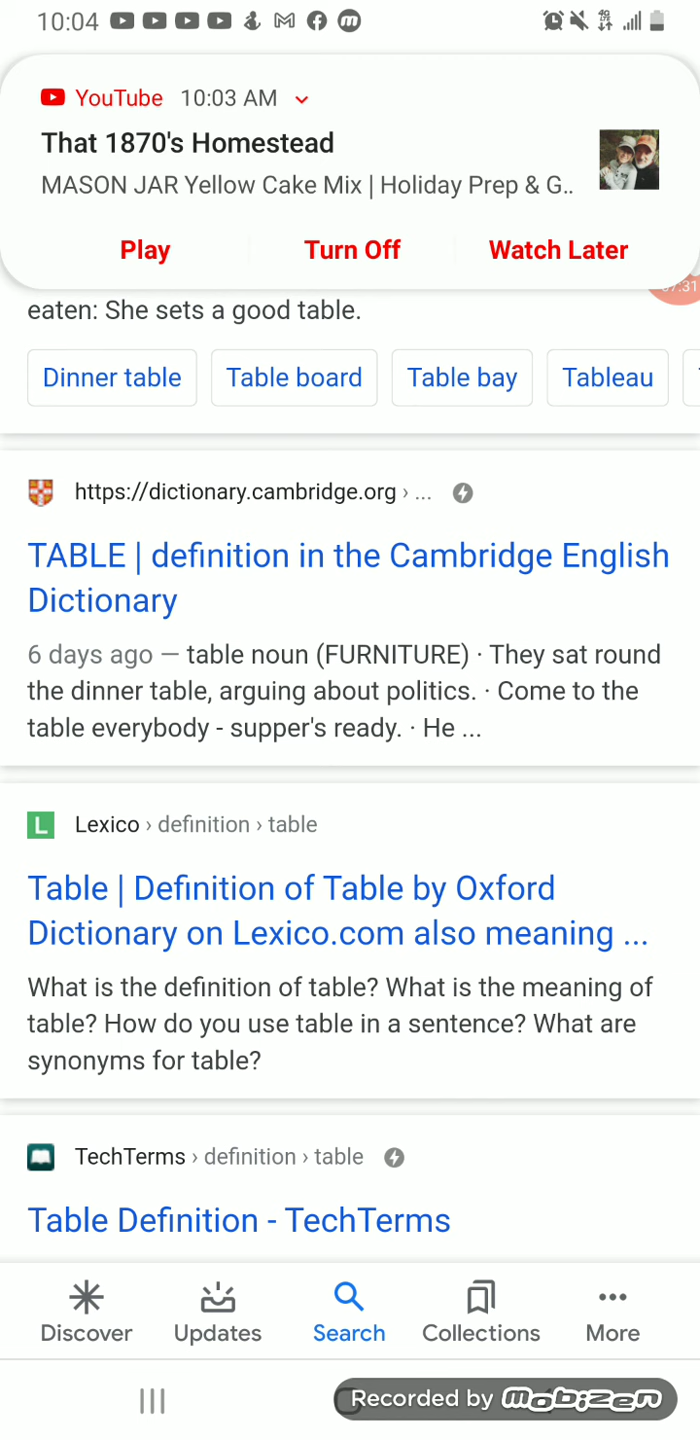 10:04
YouTube 10:03 AM
That 1870's Homestead
MASON JAR Yellow Cake Mix | Holiday Prep & G..
Play Turn Off Watch Later
07:31
eaten: She sets a good table.
Dinner table Table board Table bay Tableau
https://dictionary.cambridge.org › ...
TABLE | definition in the Cambridge English
Dictionary
6 days ago — table noun (FURNITURE) · They sat round
the dinner table, arguing about politics. · Come to the
table everybody - supper's ready. · He ...
L Lexico › definition › table
Table | Definition of Table by Oxford
Dictionary on Lexico.com also meaning ...
What is the definition of table? What is the meaning of
table? How do you use table in a sentence? What are
synonyms for table?
TechTerms › definition › table
Table Definition - TechTerms
Discover Updates Search Collections More
Recorded by mobizen